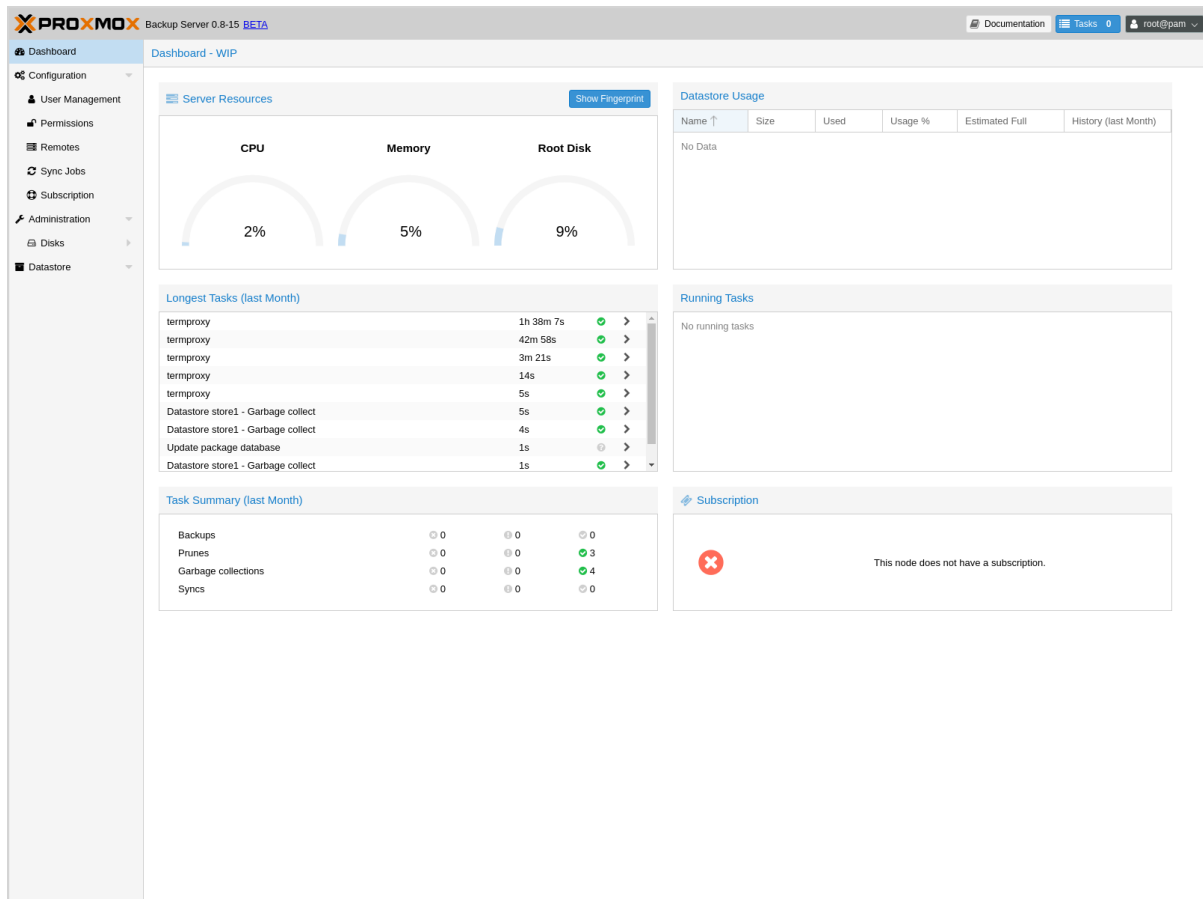 PROXMOX Backup Server 0.8-15 BETA
Documentation Tasks 0 root@pam
Dashboard
Configuration
User Management
Permissions
Remotes
Sync Jobs
Subscription
Administration
Disks
Datastore
Dashboard - WIP
Server Resources Show Fingerprint
CPU Memory Root Disk
2% 5% 9%
Datastore Usage
Name Size Used Usage % Estimated Full History (last Month)
No Data
Longest Tasks (last Month)
termproxy 1h 38m 7s
termproxy 42m 58s
termproxy 3m 21s
termproxy 14s
termproxy 5s
Datastore store1 - Garbage collect 5s
Datastore store1 - Garbage collect 4s
Update package database 1s
Datastore store1 - Garbage collect 1s
Running Tasks
No running tasks
Task Summary (last Month)
Backups 0 0 0
Prunes 0 0 3
Garbage collections 0 0 4
Syncs 0 0 0
Subscription
This node does not have a subscription.